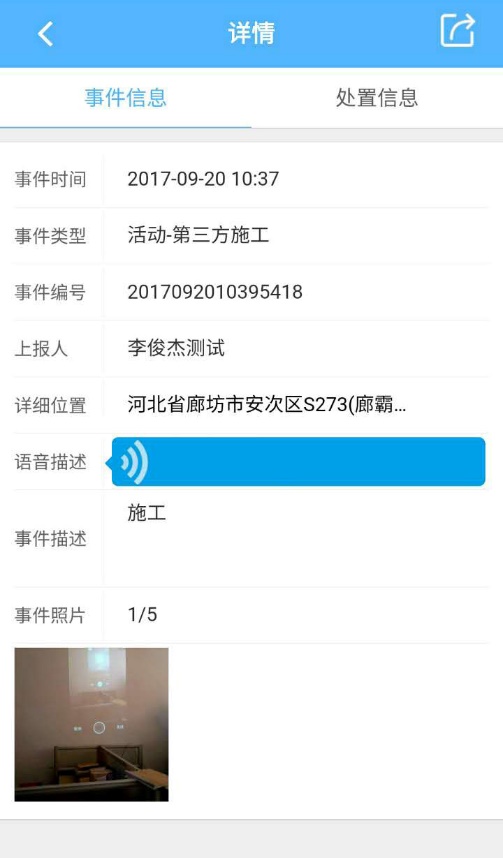 详情
事件信息 处置信息
事件时间 2017-09-20 10:37
事件类型 活动-第三方施工
事件编号 2017092010395418
上报人 李俊杰测试
详细位置 河北省廊坊市安次区S273(廊霸...
语音描述
事件描述 施工
事件照片 1/5